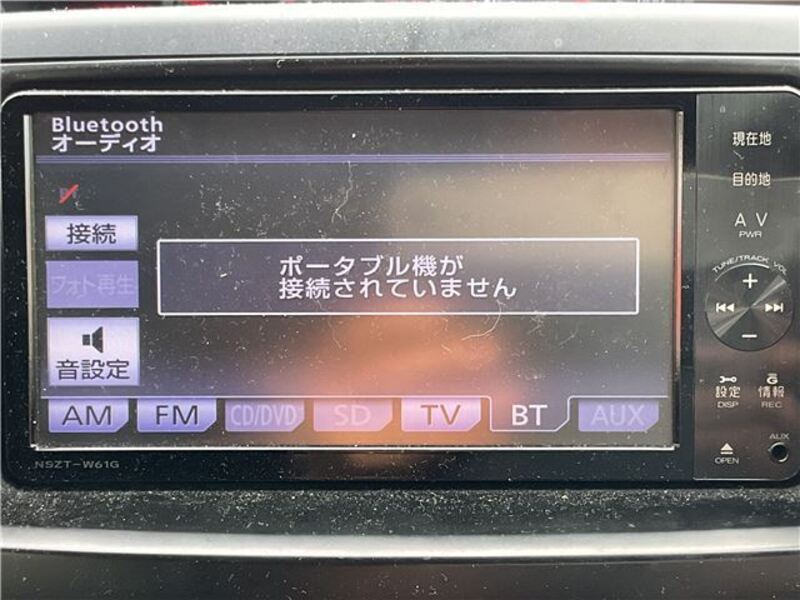 Bluetooth
オーディオ
BT
接続
フォト再生
音設定
ポータブル機が
接続されていません
AM
FM
CD/DVD
SD
TV
BT
AUX
NSZT-W61G
現在地
目的地
AV
PWR
TUNE/TRACK VOL
+
−
設定
DISP
情報
REC
OPEN
AUX